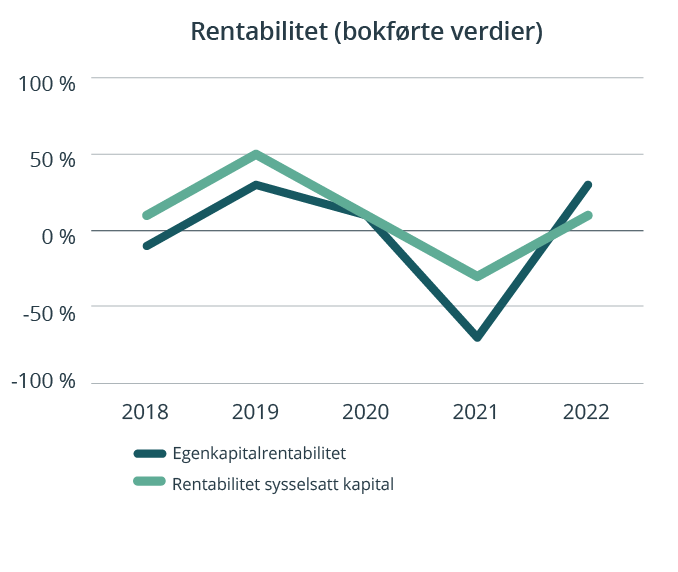 Rentabilitet (bokførte verdier)
100 %
50 %
0 %
-50 %
-100 %
2018 2019 2020 2021 2022
Egenkapitalrentabilitet
Rentabilitet sysselsatt kapital